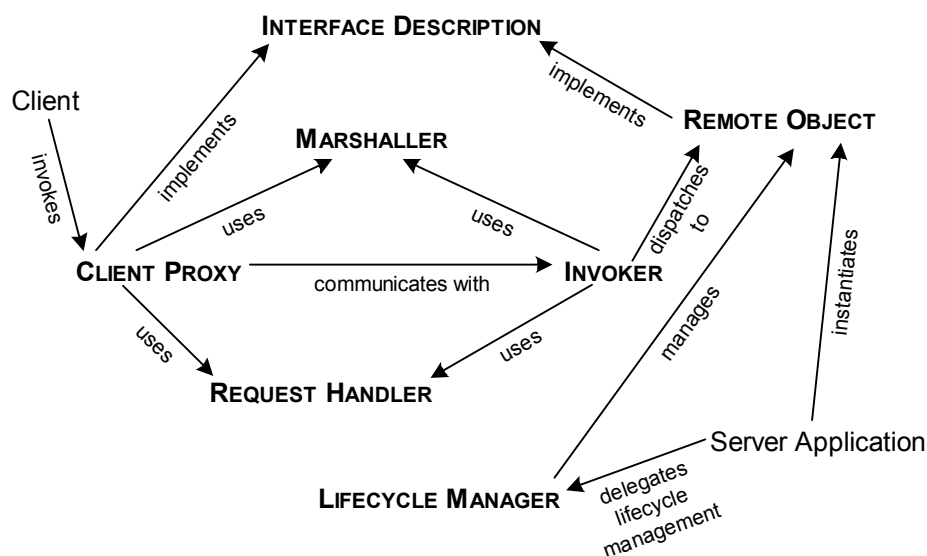 INTERFACE DESCRIPTION
Client
implements
REMOTE OBJECT
MARSHALLER
invokes
implements
uses
uses
dispatches
to
CLIENT PROXY
communicates with
INVOKER
instantiates
uses
uses
manages
REQUEST HANDLER
Server Application
LIFECYCLE MANAGER
delegates
lifecycle
management